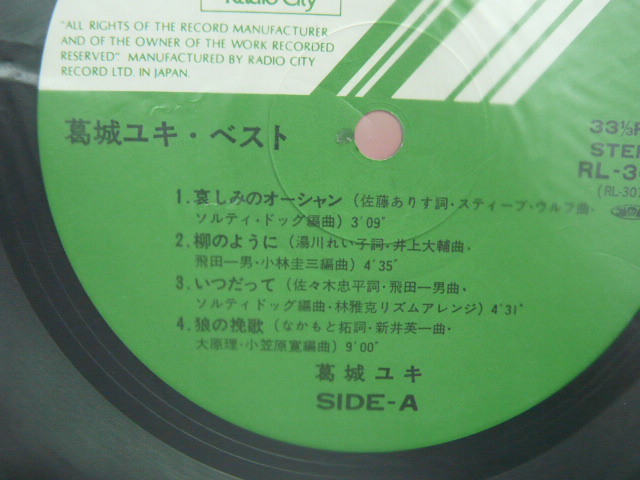 Radio City
"ALL RIGHTS OF THE RECORD MANUFACTURER
AND OF THE OWNER OF THE WORK RECORDED
RESERVED" MANUFACTURED BY RADIO CITY
RECORD LTD. IN JAPAN.
葛城ユキ・ベスト
33⅓R
STE
RL-3
(RL-30
1.哀しみのオーシャン(佐藤ありす詞・スティーブ・ウルフ曲・
ソルティ・ドッグ編曲)3′09″
2.柳のように(湯川れい子詞・井上大輔曲・
飛田一男・小林圭三編曲)4′35″
3.いつだって(佐々木忠平詞・飛田一男曲・
ソルティドッグ編曲・林雅克リズムアレンジ)4′31″
4.狼の挽歌(なかもと拓詞・新井英一曲・
大原理・小笠原寛編曲)9′00″
葛城ユキ
SIDE-A